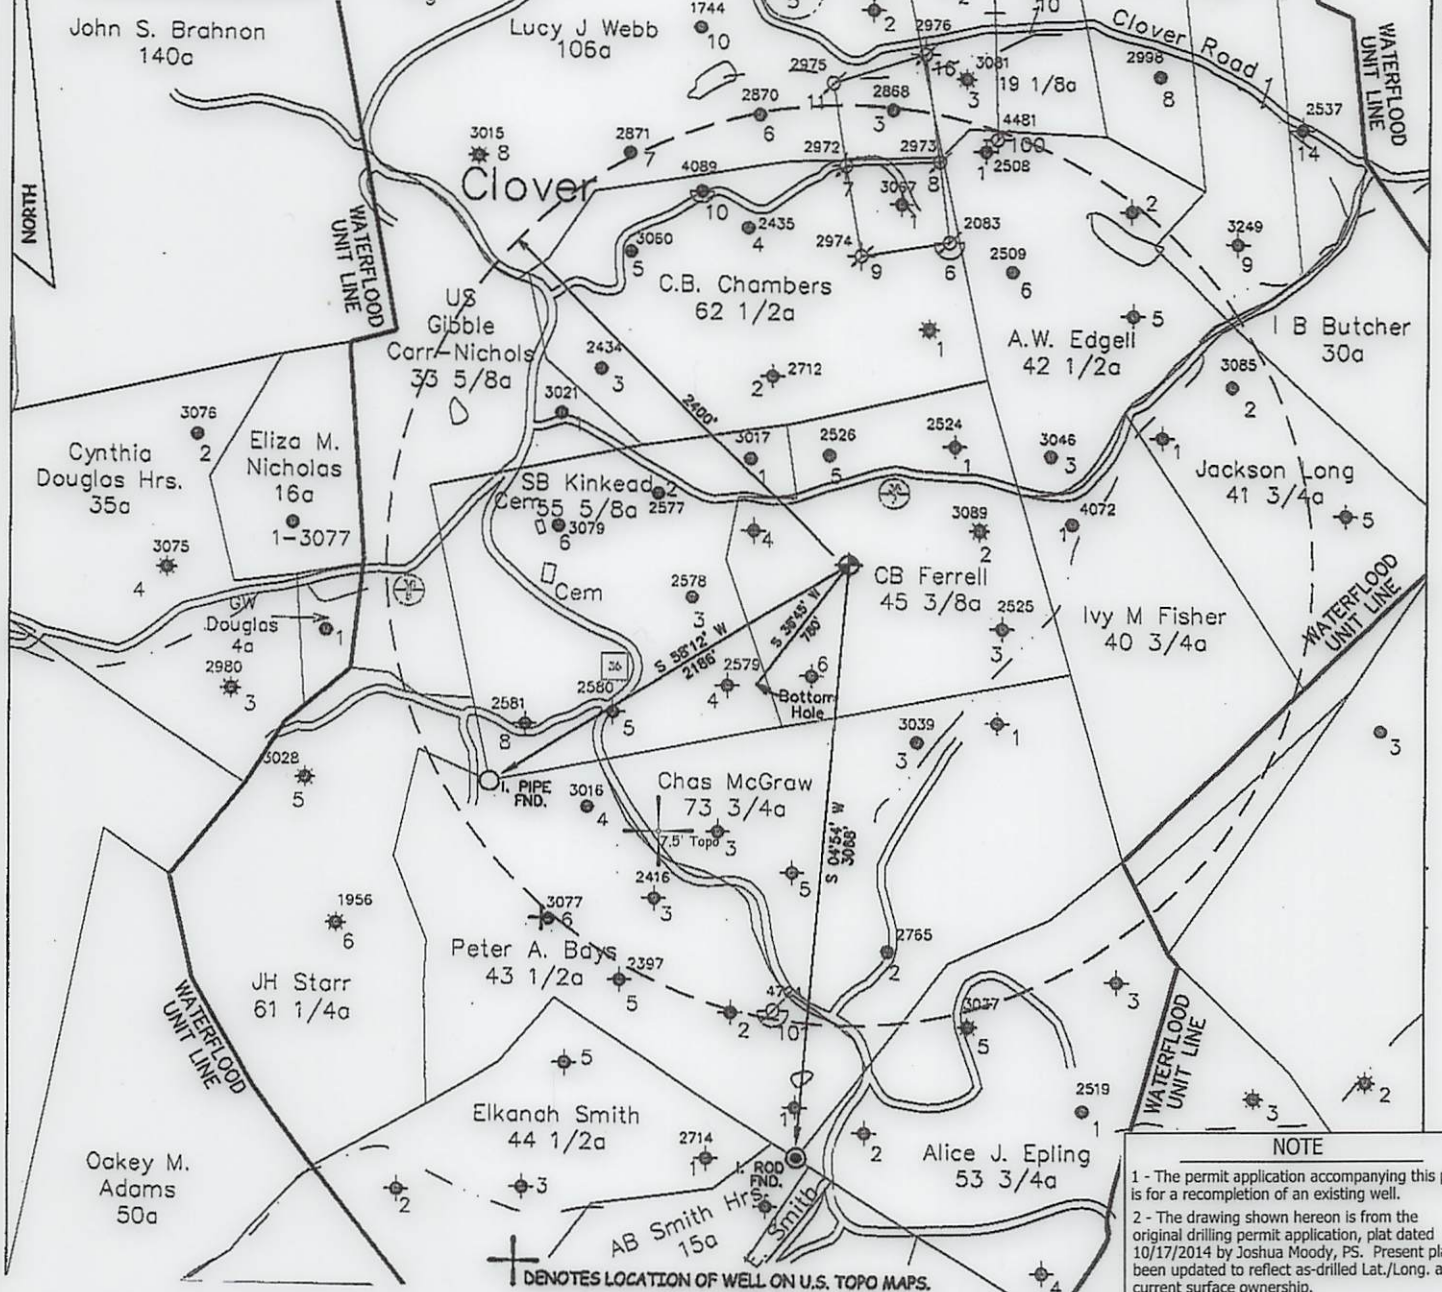 John S. Brahnon
140a
Lucy J Webb
106a
1744
10
2
2976
16
10
Clover Road
WATERFLOOD
UNIT LINE
2975
11
3081
3
19 1/8a
2998
8
2537
14
2870
6
2868
3
3015
8
2871
7
Clover
4089
10
2972
7
2973
8
4481
100
1
2508
3067
1
2
NORTH
WATERFLOOD
UNIT LINE
3060
5
2435
4
2974
9
2083
6
2509
6
3249
9
US
Gibble
Carr-Nichols
33 5/8a
C.B. Chambers
62 1/2a
1
A.W. Edgell
42 1/2a
5
I B Butcher
30a
2434
3
2712
2
3085
2
2400'
3021
1
3076
2
Cynthia
Douglas Hrs.
35a
Eliza M.
Nicholas
16a
1-3077
3017
1
2526
5
2524
1
3046
3
1
Jackson Long
41 3/4a
5
SB Kinkead
55 5/8a
Cem
2
2577
3079
6
4
3089
2
4072
1
3075
4
Cem
2578
3
CB Ferrell
45 3/8a
2525
3
Ivy M Fisher
40 3/4a
WATERFLOOD
UNIT LINE
GW
Douglas
4a
1
2980
3
S 58°12' W
2186'
S 36°45' W
780'
36
2579
4
6
Bottom
Hole
2580
5
2581
8
3039
3
1
3
3028
5
I. PIPE
FND.
3016
4
Chas McGraw
73 3/4a
7.5' Topo
3
S 04°54' W
3088'
2416
3
5
1956
6
3077
6
Peter A. Bays
43 1/2a
2397
5
2765
2
JH Starr
61 1/4a
WATERFLOOD
UNIT LINE
2
10
3037
5
3
WATERFLOOD
UNIT LINE
5
Elkanah Smith
44 1/2a
1
2519
1
3
2
2714
1
I. ROD
FND.
2
Alice J. Epling
53 3/4a
Oakey M.
Adams
50a
2
3
AB Smith Hrs.
15a
E. Smith
4
DENOTES LOCATION OF WELL ON U.S. TOPO MAPS.
NOTE
1 - The permit application accompanying this
is for a recompletion of an existing well.
2 - The drawing shown hereon is from the
original drilling permit application, plat dated
10/17/2014 by Joshua Moody, PS. Present
been updated to reflect as-drilled Lat./Long.
current surface ownership.